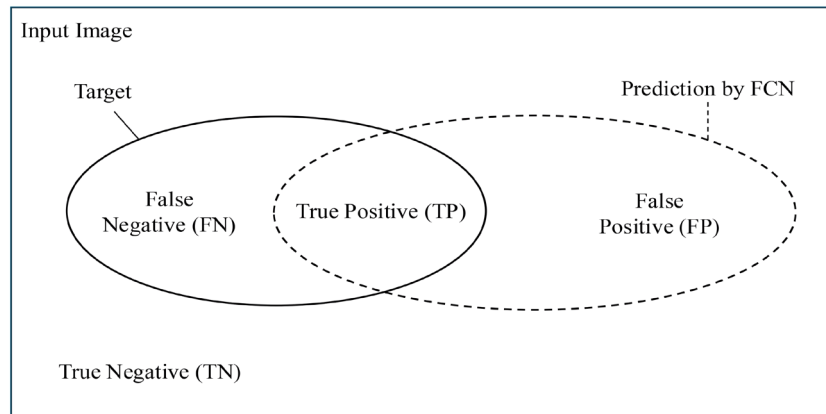 Input Image
Target
Prediction by FCN
False
Negative (FN)
True Positive (TP)
False
Positive (FP)
True Negative (TN)